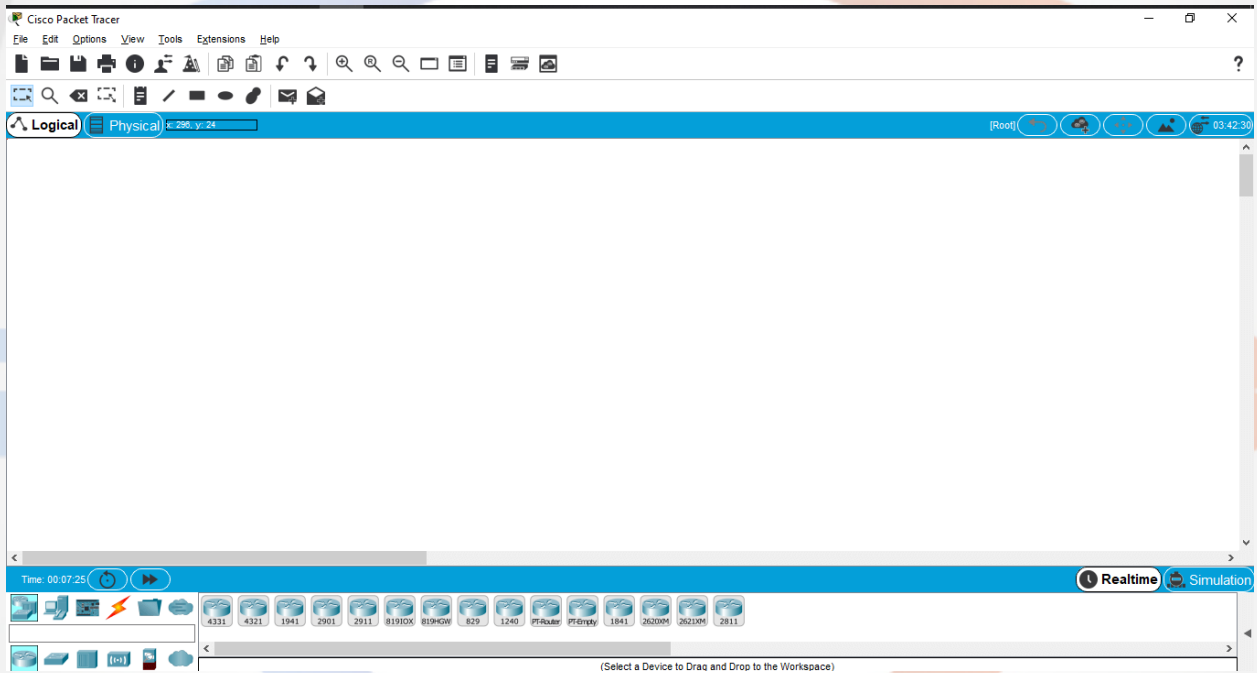 Cisco Packet Tracer
File Edit Options View Tools Extensions Help
?
Logical Physical x: 296, y: 24 [Root] 03:42:30
Time: 00:07:25 Realtime Simulation
4331 4321 1941 2901 2911 819IOX 819HGW 829 1240 PT-Router PT-Empty 1841 2620XM 2621XM 2811
(Select a Device to Drag and Drop to the Workspace)